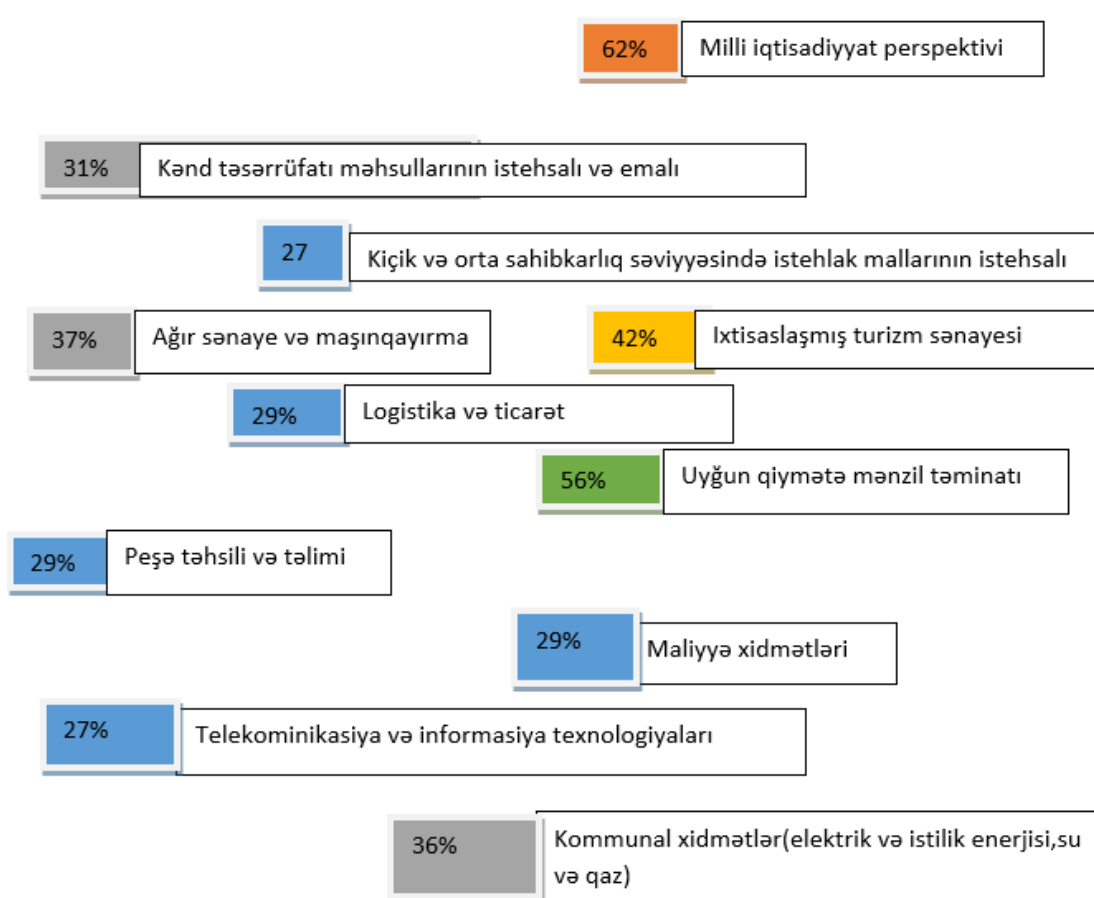 62% Milli iqtisadiyyat perspektivi
31% Kənd təsərrüfatı məhsullarının istehsalı və emalı
27 Kiçik və orta sahibkarlıq səviyyəsində istehlak mallarının istehsalı
37% Ağır sənaye və maşınqayırma
42% Ixtisaslaşmış turizm sənayesi
29% Logistika və ticarət
56% Uyğun qiymətə mənzil təminatı
29% Peşə təhsili və təlimi
29% Maliyyə xidmətləri
27% Telekominikasiya və informasiya texnologiyaları
36% Kommunal xidmətlər(elektrik və istilik enerjisi,su
və qaz)